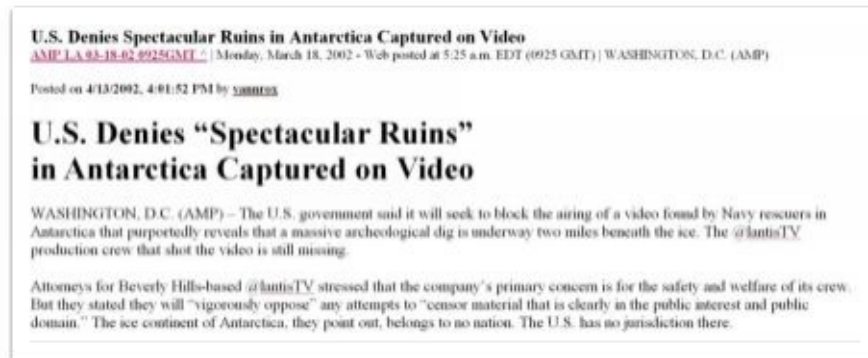 U.S. Denies Spectacular Ruins in Antarctica Captured on Video
AMP LA 03-18-02 0925GMT ^ | Monday, March 18, 2002 - Web posted at 5:25 a.m. EDT (0925 GMT) | WASHINGTON, D.C. (AMP)
Posted on 4/13/2002, 4:01:52 PM by vannrox
U.S. Denies “Spectacular Ruins”
in Antarctica Captured on Video
WASHINGTON, D.C. (AMP) – The U.S. government said it will seek to block the airing of a video found by Navy rescuers in
Antarctica that purportedly reveals that a massive archeological dig is underway two miles beneath the ice. The @lantisTV
production crew that shot the video is still missing.
Attorneys for Beverly Hills-based @lantisTV stressed that the company’s primary concern is for the safety and welfare of its crew.
But they stated they will “vigorously oppose” any attempts to “censor material that is clearly in the public interest and public
domain.” The ice continent of Antarctica, they point out, belongs to no nation. The U.S. has no jurisdiction there.